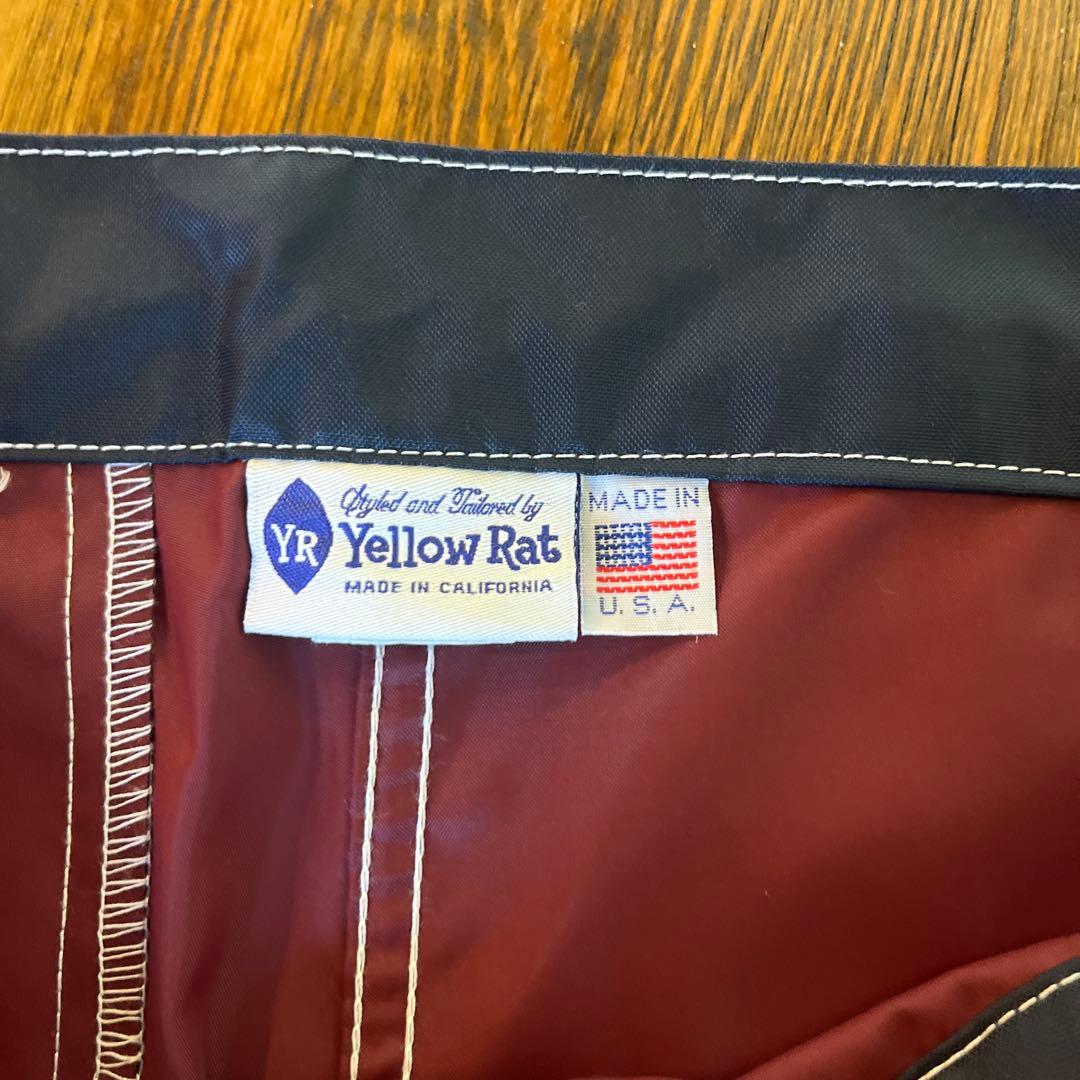 Styled and Tailored by
YR
Yellow Rat
MADE IN CALIFORNIA
MADE IN
U. S. A.